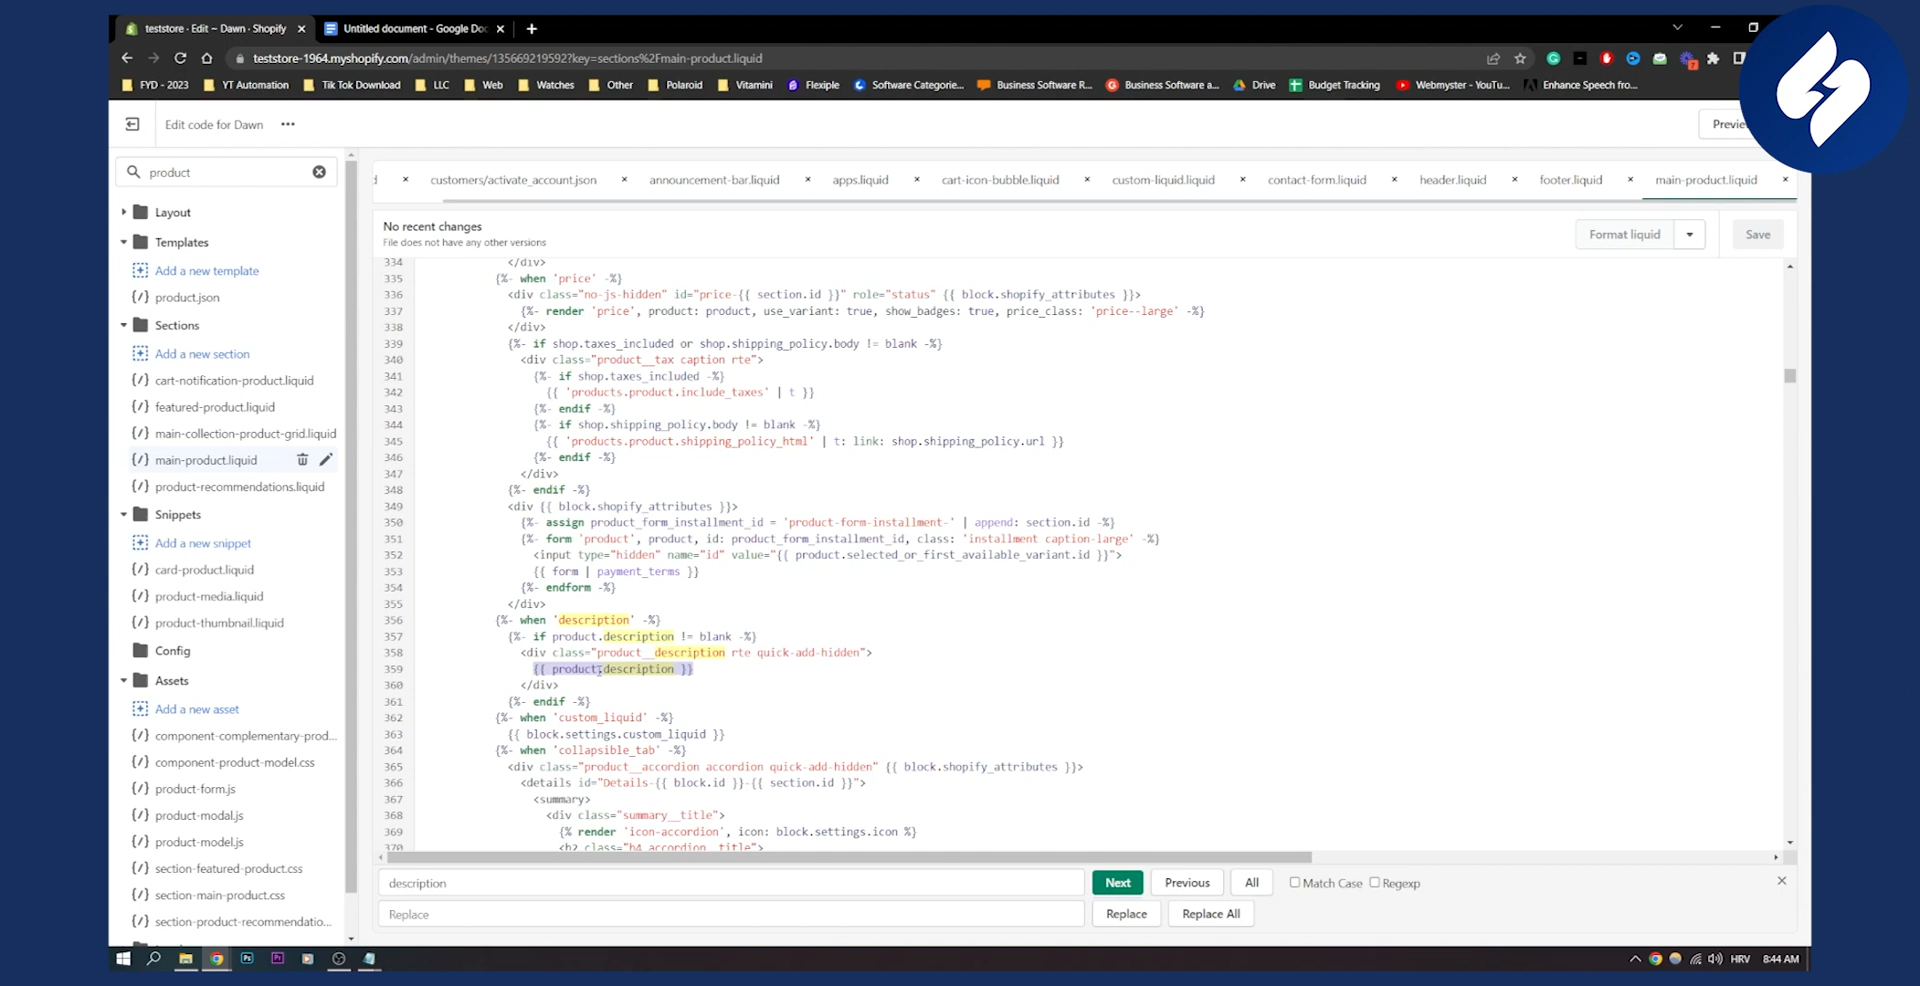 teststore · Edit ~ Dawn · Shopify
Untitled document - Google Doc
teststore-1964.myshopify.com/admin/themes/135669219592?key=sections%2Fmain-product.liquid
FYD - 2023
YT Automation
Tik Tok Download
LLC
Web
Watches
Other
Polaroid
Vitamini
Flexiple
Software Categorie...
Business Software R...
Business Software a...
Drive
Budget Tracking
Webmyster - YouTu...
Enhance Speech fro...
Edit code for Dawn
product
Layout
Templates
Add a new template
product.json
Sections
Add a new section
cart-notification-product.liquid
featured-product.liquid
main-collection-product-grid.liquid
main-product.liquid
product-recommendations.liquid
Snippets
Add a new snippet
card-product.liquid
product-media.liquid
product-thumbnail.liquid
Config
Assets
Add a new asset
component-complementary-prod...
component-product-model.css
product-form.js
product-modal.js
product-model.js
section-featured-product.css
section-main-product.css
section-product-recommendatio...
customers/activate_account.json
announcement-bar.liquid
apps.liquid
cart-icon-bubble.liquid
custom-liquid.liquid
contact-form.liquid
header.liquid
footer.liquid
main-product.liquid
No recent changes
File does not have any other versions
Format liquid
Save
334 </div>
335 {%- when 'price' -%}
336 <div class="no-js-hidden" id="price-{{ section.id }}" role="status" {{ block.shopify_attributes }}>
337 {%- render 'price', product: product, use_variant: true, show_badges: true, price_class: 'price--large' -%}
338 </div>
339 {%- if shop.taxes_included or shop.shipping_policy.body != blank -%}
340 <div class="product__tax caption rte">
341 {%- if shop.taxes_included -%}
342 {{ 'products.product.include_taxes' | t }}
343 {%- endif -%}
344 {%- if shop.shipping_policy.body != blank -%}
345 {{ 'products.product.shipping_policy_html' | t: link: shop.shipping_policy.url }}
346 {%- endif -%}
347 </div>
348 {%- endif -%}
349 <div {{ block.shopify_attributes }}>
350 {%- assign product_form_installment_id = 'product-form-installment-' | append: section.id -%}
351 {%- form 'product', product, id: product_form_installment_id, class: 'installment caption-large' -%}
352 <input type="hidden" name="id" value="{{ product.selected_or_first_available_variant.id }}">
353 {{ form | payment_terms }}
354 {%- endform -%}
355 </div>
356 {%- when 'description' -%}
357 {%- if product.description != blank -%}
358 <div class="product__description rte quick-add-hidden">
359 {{ product.description }}
360 </div>
361 {%- endif -%}
362 {%- when 'custom_liquid' -%}
363 {{ block.settings.custom_liquid }}
364 {%- when 'collapsible_tab' -%}
365 <div class="product__accordion accordion quick-add-hidden" {{ block.shopify_attributes }}>
366 <details id="Details-{{ block.id }}-{{ section.id }}">
367 <summary>
368 <div class="summary__title">
369 {% render 'icon-accordion', icon: block.settings.icon %}
370 <h2 class="h4 accordion__title">
description
Next
Previous
All
Match Case
Regexp
Replace
Replace
Replace All
HRV
8:44 AM